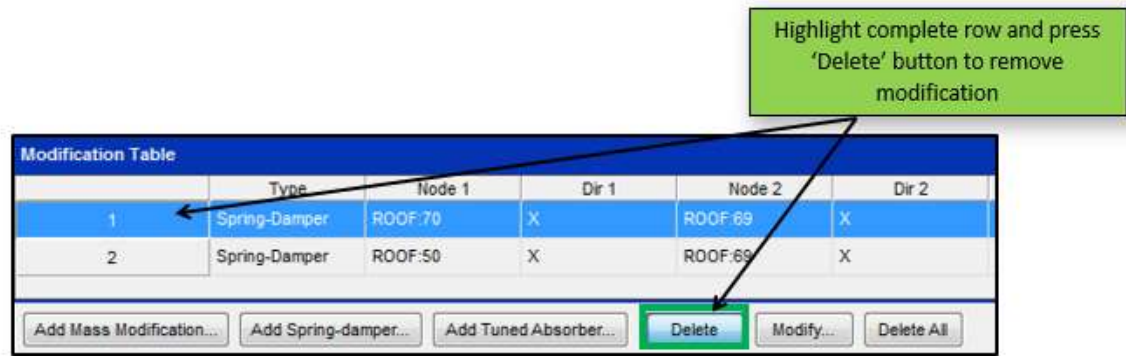 Highlight complete row and press
‘Delete’ button to remove
modification
Modification Table
Type Node 1 Dir 1 Node 2 Dir 2
1 Spring-Damper ROOF:70 X ROOF:69 X
2 Spring-Damper ROOF:50 X ROOF:69 X
Add Mass Modification... Add Spring-damper... Add Tuned Absorber... Delete Modify... Delete All